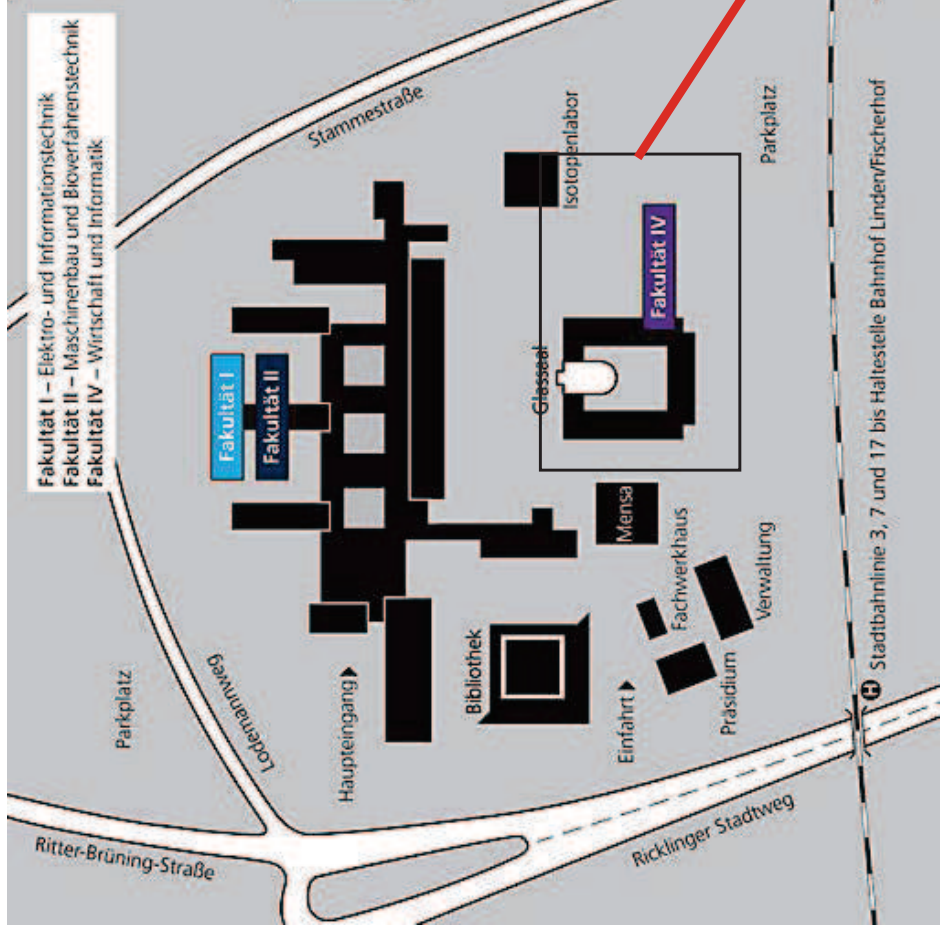 Fakultät I – Elektro- und Informationstechnik
Fakultät II – Maschinenbau und Bioverfahrenstechnik
Fakultät IV – Wirtschaft und Informatik
Stammestraße
Parkplatz
Isotopenlabor
Fakultät I
Fakultät II
Fakultät IV
Glassaal
Mensa
Fachwerkhaus
Verwaltung
Präsidium
Bibliothek
Einfahrt
Haupteingang
Lodemannweg
Parkplatz
Ritter-Brüning-Straße
Ricklinger Stadtweg
H Stadtbahnlinie 3, 7 und 17 bis Haltestelle Bahnhof Linden/Fischerhof